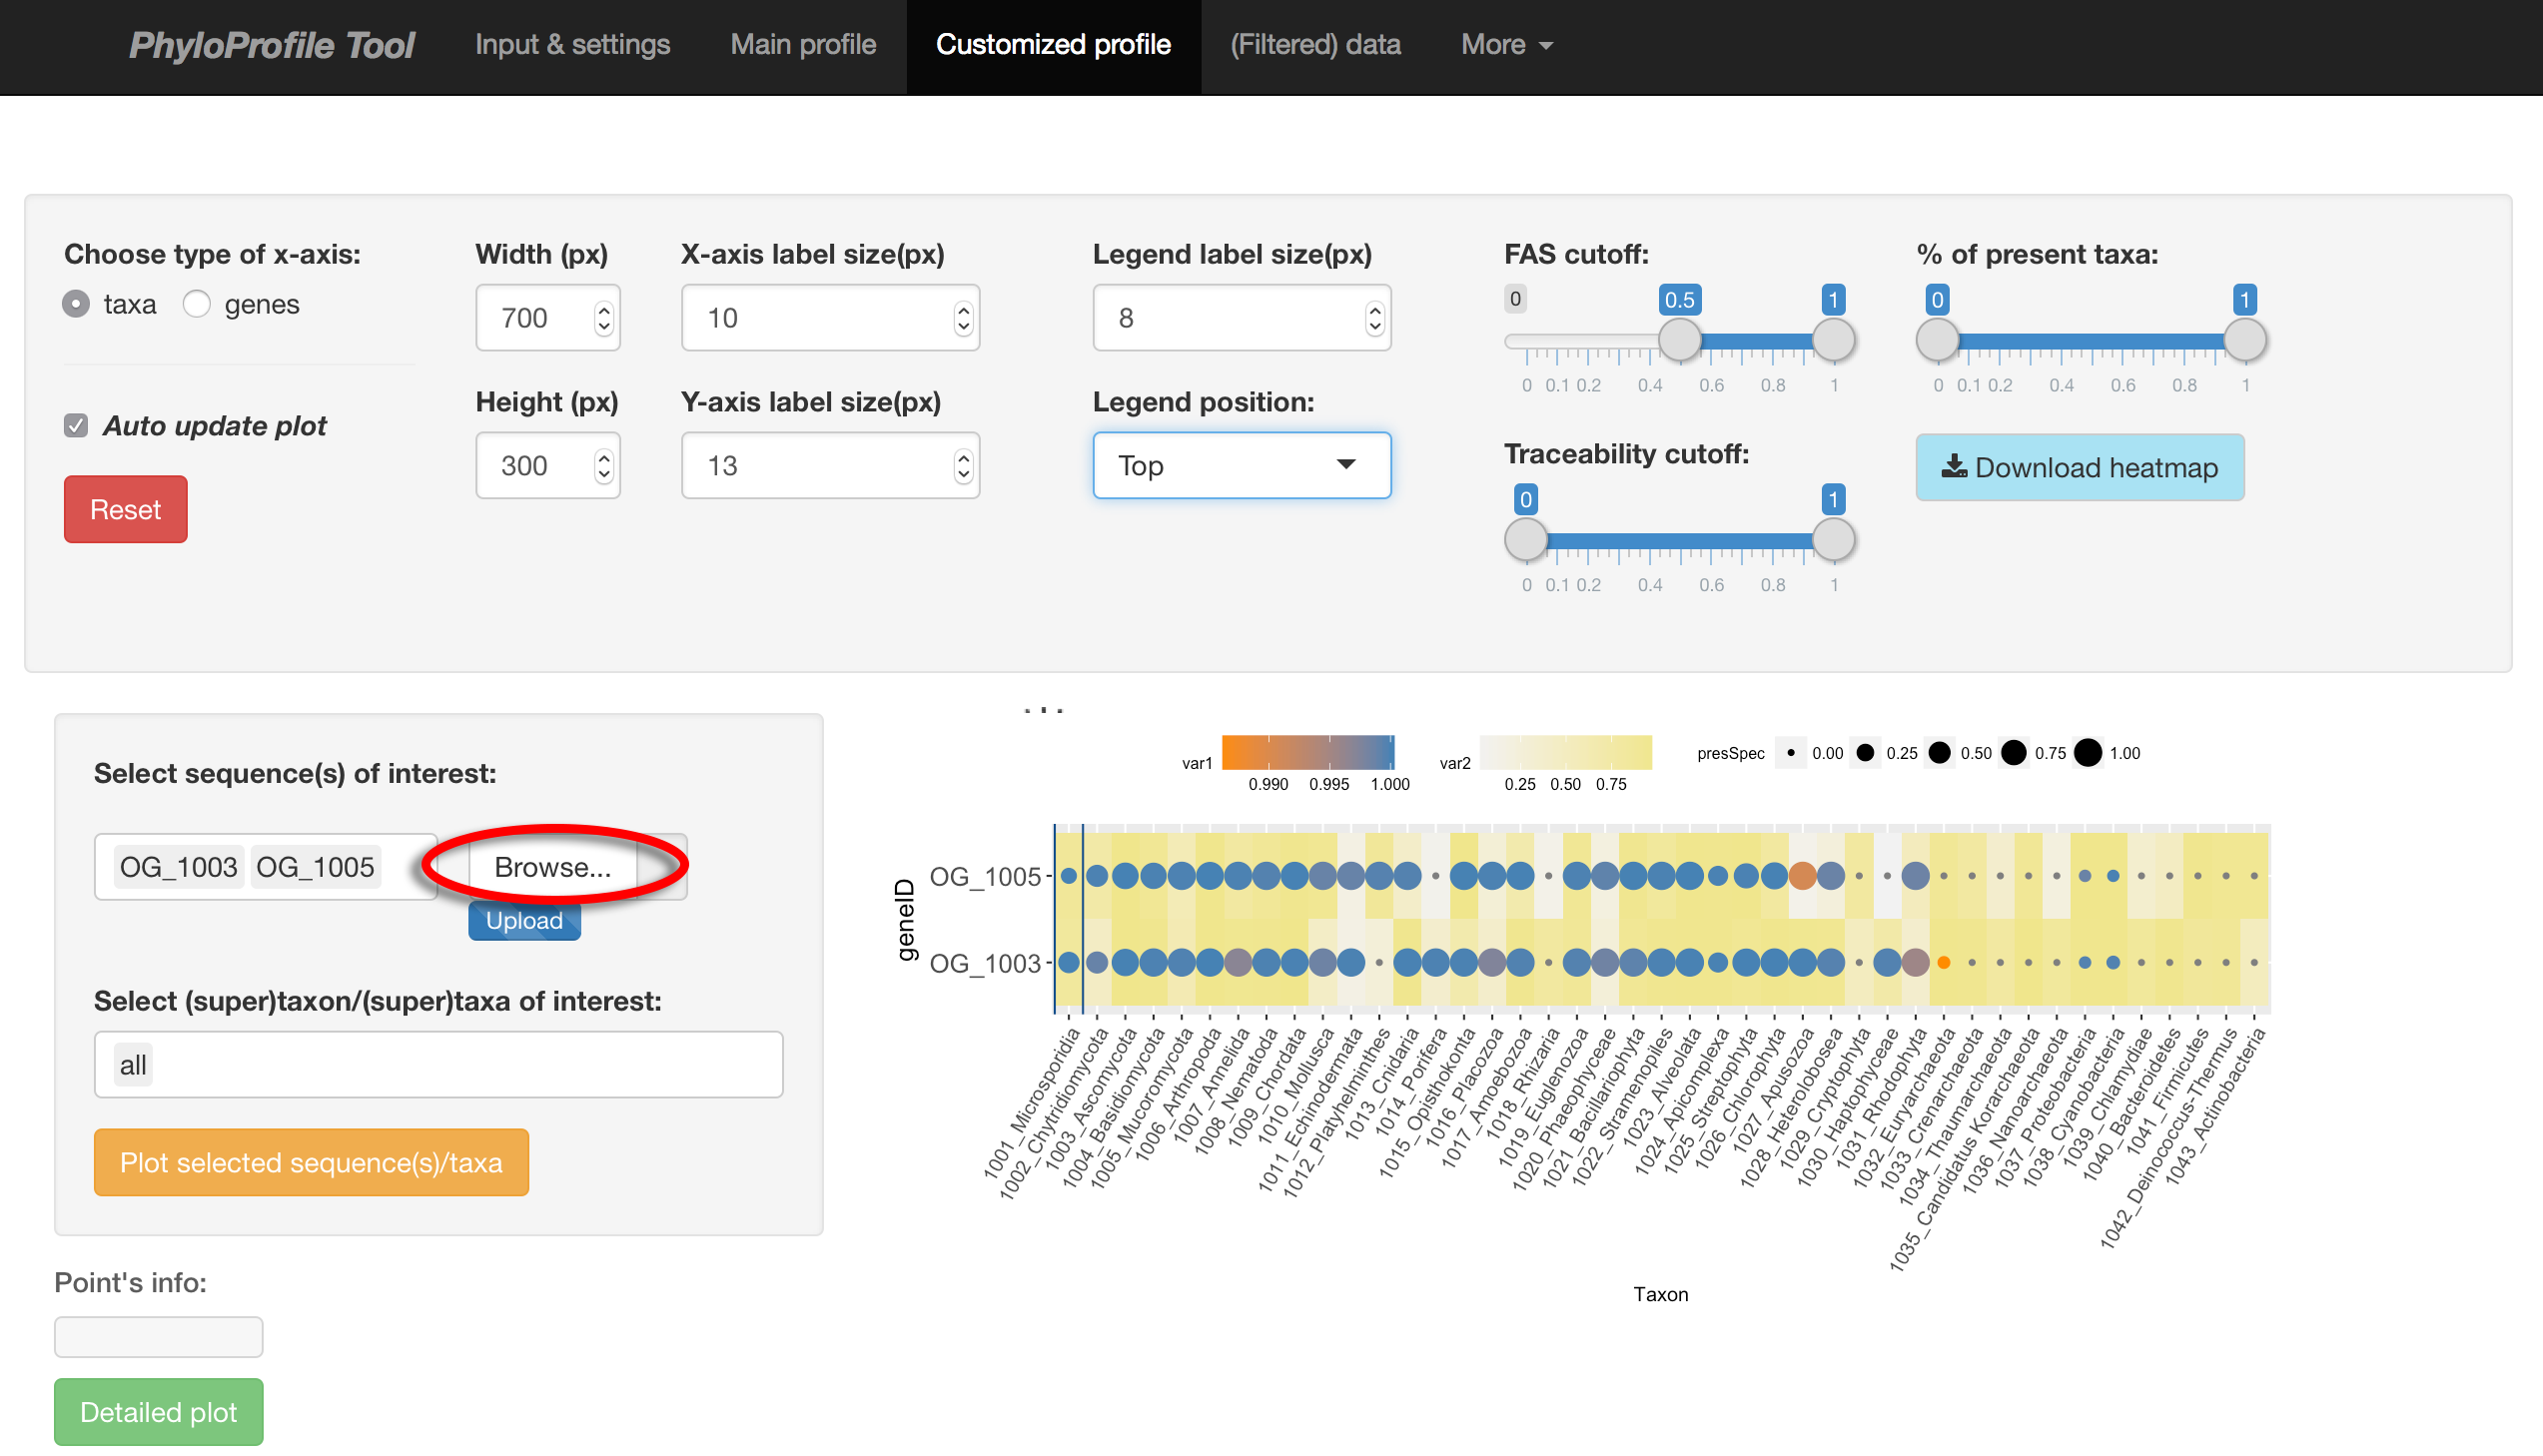 PhyloProfile Tool Input & settings Main profile Customized profile (Filtered) data More
Choose type of x-axis:
taxa genes
Auto update plot
Reset
Width (px)
700
Height (px)
300
X-axis label size(px)
10
Y-axis label size(px)
13
Legend label size(px)
8
Legend position:
Top
FAS cutoff:
0 0.5 1
0 0.1 0.2 0.4 0.6 0.8 1
Traceability cutoff:
0 1
0 0.1 0.2 0.4 0.6 0.8 1
% of present taxa:
0 1
0 0.1 0.2 0.4 0.6 0.8 1
Download heatmap
Select sequence(s) of interest:
OG_1003 OG_1005 Browse...
Upload
Select (super)taxon/(super)taxa of interest:
all
Plot selected sequence(s)/taxa
Point's info:
Detailed plot
var1 0.990 0.995 1.000
var2 0.25 0.50 0.75
presSpec 0.00 0.25 0.50 0.75 1.00
geneID
OG_1005
OG_1003
1001_Microsporidia
1002_Chytridiomycota
1003_Ascomycota
1004_Basidiomycota
1005_Mucoromycota
1006_Arthropoda
1007_Annelida
1008_Nematoda
1009_Chordata
1010_Mollusca
1011_Echinodermata
1012_Platyhelminthes
1013_Cnidaria
1014_Porifera
1015_Opisthokonta
1016_Placozoa
1017_Amoebozoa
1018_Rhizaria
1019_Euglenozoa
1020_Phaeophyceae
1021_Bacillariophyta
1022_Stramenopiles
1023_Alveolata
1024_Apicomplexa
1025_Streptophyta
1026_Chlorophyta
1027_Apusozoa
1028_Heterolobosea
1029_Cryptophyta
1030_Haptophyceae
1031_Rhodophyta
1032_Euryarchaeota
1033_Crenarchaeota
1034_Thaumarchaeota
1035_Candidatus Korarchaeota
1036_Nanoarchaeota
1037_Proteobacteria
1038_Cyanobacteria
1039_Chlamydiae
1040_Bacteroidetes
1041_Firmicutes
1042_Deinococcus-Thermus
1043_Actinobacteria
Taxon